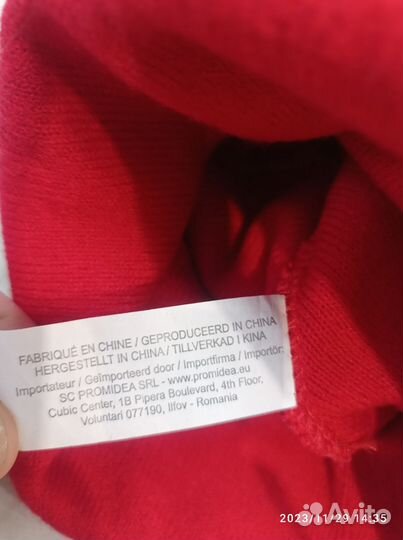 FABRIQUÉ EN CHINE / GEPRODUCEERD IN CHINA
HERGESTELLT IN CHINA / TILLVERKAD I KINA
Importateur / Geïmporteerd door / Importfirma / Importör:
SC PROMIDEA SRL - www.promidea.eu
Cubic Center, 1B Pipera Boulevard, 4th Floor,
Voluntari 077190, Ilfov - Romania
2023/11/29 14:35
Avito